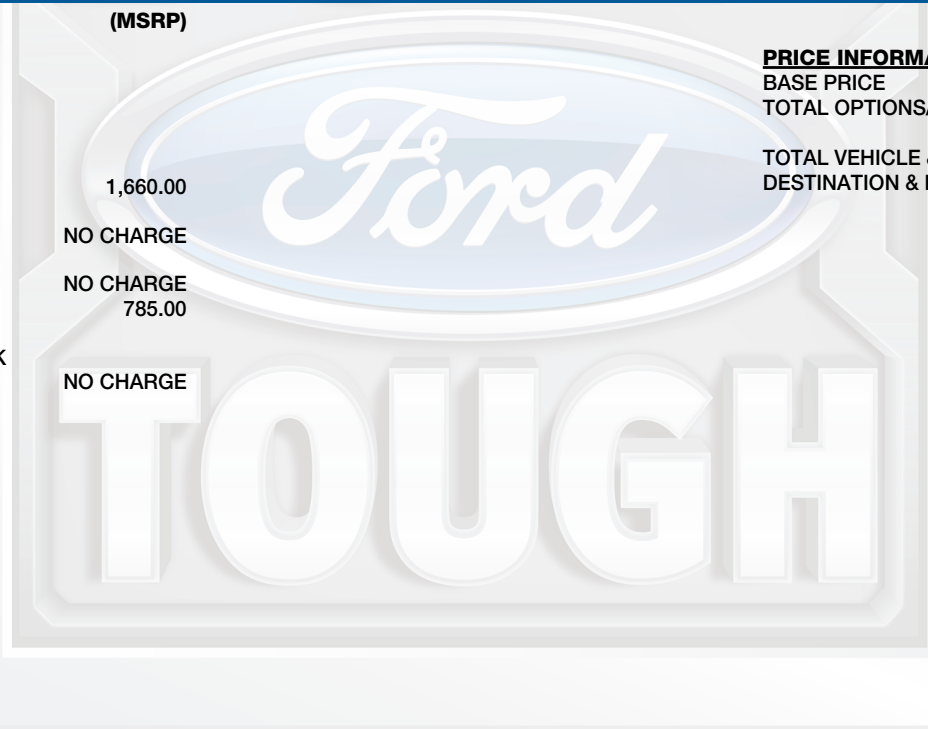 (MSRP)
1,660.00
NO CHARGE
NO CHARGE
785.00
K
NO CHARGE
PRICE INFORMA
BASE PRICE
TOTAL OPTIONS
TOTAL VEHICLE &
DESTINATION &
Ford
TOUGH